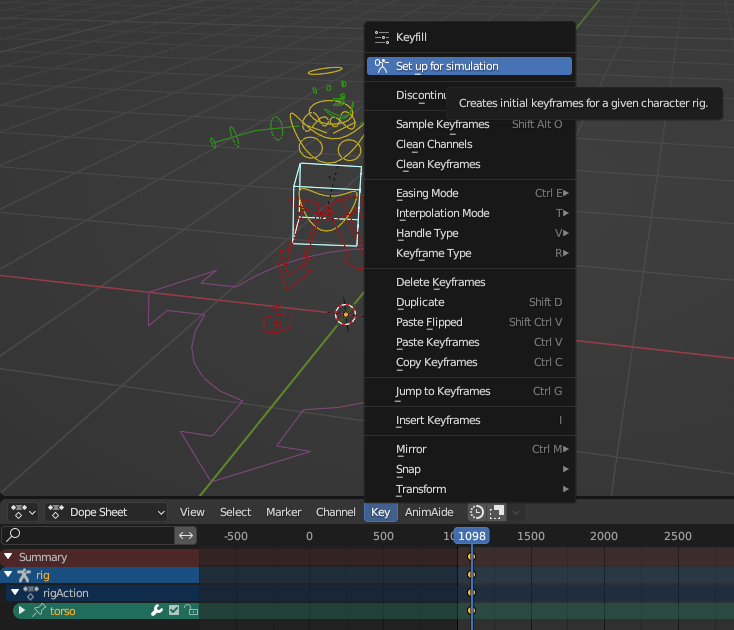 Keyfill
Set up for simulation
Discontinu
Creates initial keyframes for a given character rig.
Sample Keyframes Shift Alt O
Clean Channels
Clean Keyframes
Easing Mode Ctrl E
Interpolation Mode T
Handle Type V
Keyframe Type R
Delete Keyframes
Duplicate Shift D
Paste Flipped Shift Ctrl V
Paste Keyframes Ctrl V
Copy Keyframes Ctrl C
Jump to Keyframes Ctrl G
Insert Keyframes I
Mirror Ctrl M
Snap
Transform
Dope Sheet View Select Marker Channel Key AnimAide
-500 0 500 10 1098 1500 2000 2500
Summary
rig
rigAction
torso